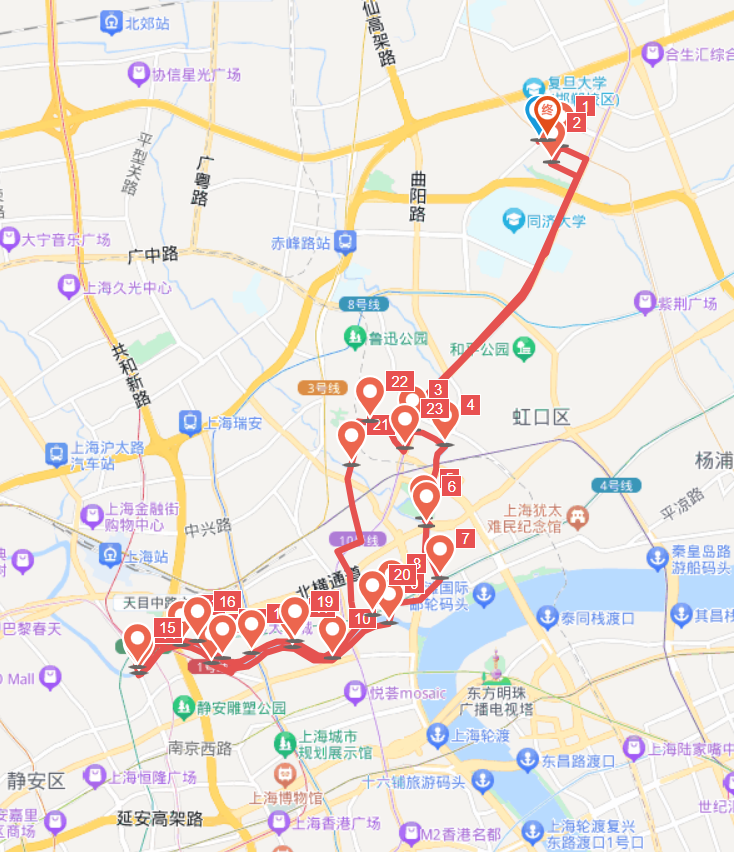 北郊站
协信星光广场
仙高架路
合生汇综合
复旦大学
(邯郸校区)
终
1
2
平型关路
广粤路
曲阳路
同济大学
大宁音乐广场
赤峰路站
广中路
上海久光中心
8号线
紫荆广场
鲁迅公园
和平公园
共和新路
3号线
22
3
23
4
21
虹口区
上海瑞安
上海沪太路
汽车站
杨浦
4号线
6
平凉路
上海金融街
购物中心
中兴路
上海犹太
难民纪念馆
10号线
7
上海站
秦皇岛路
游船码头
北横通道
20
国际
邮轮码头
天目中路
16
19
10
15
巴黎春天
泰同栈渡口
其昌栈
1号线
Mall
悦荟mosaic
东方明珠
广播电视塔
静安雕塑公园
上海轮渡
南京西路
上海城市
规划展示馆
上海陆家嘴中
东昌路渡口
静安区
上海恒隆广场
上海博物馆
十六铺旅游码头
世纪汇
延安高架路
上海香港广场
M2香港名都
上海轮渡复兴
东路渡口1号口